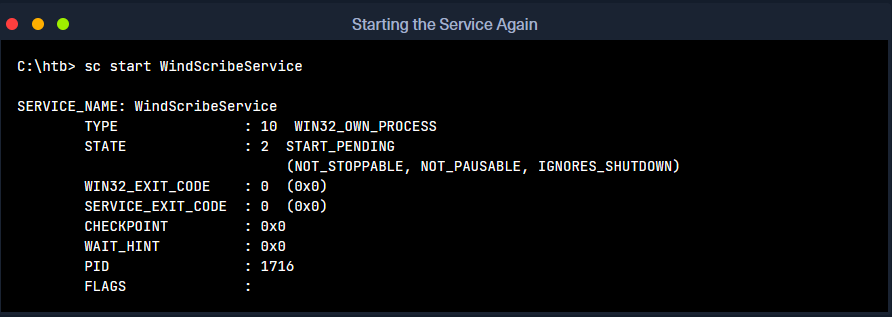 Starting the Service Again
C:\htb> sc start WindScribeService
SERVICE_NAME: WindScribeService
TYPE : 10 WIN32_OWN_PROCESS
STATE : 2 START_PENDING
(NOT_STOPPABLE, NOT_PAUSABLE, IGNORES_SHUTDOWN)
WIN32_EXIT_CODE : 0 (0x0)
SERVICE_EXIT_CODE : 0 (0x0)
CHECKPOINT : 0x0
WAIT_HINT : 0x0
PID : 1716
FLAGS :